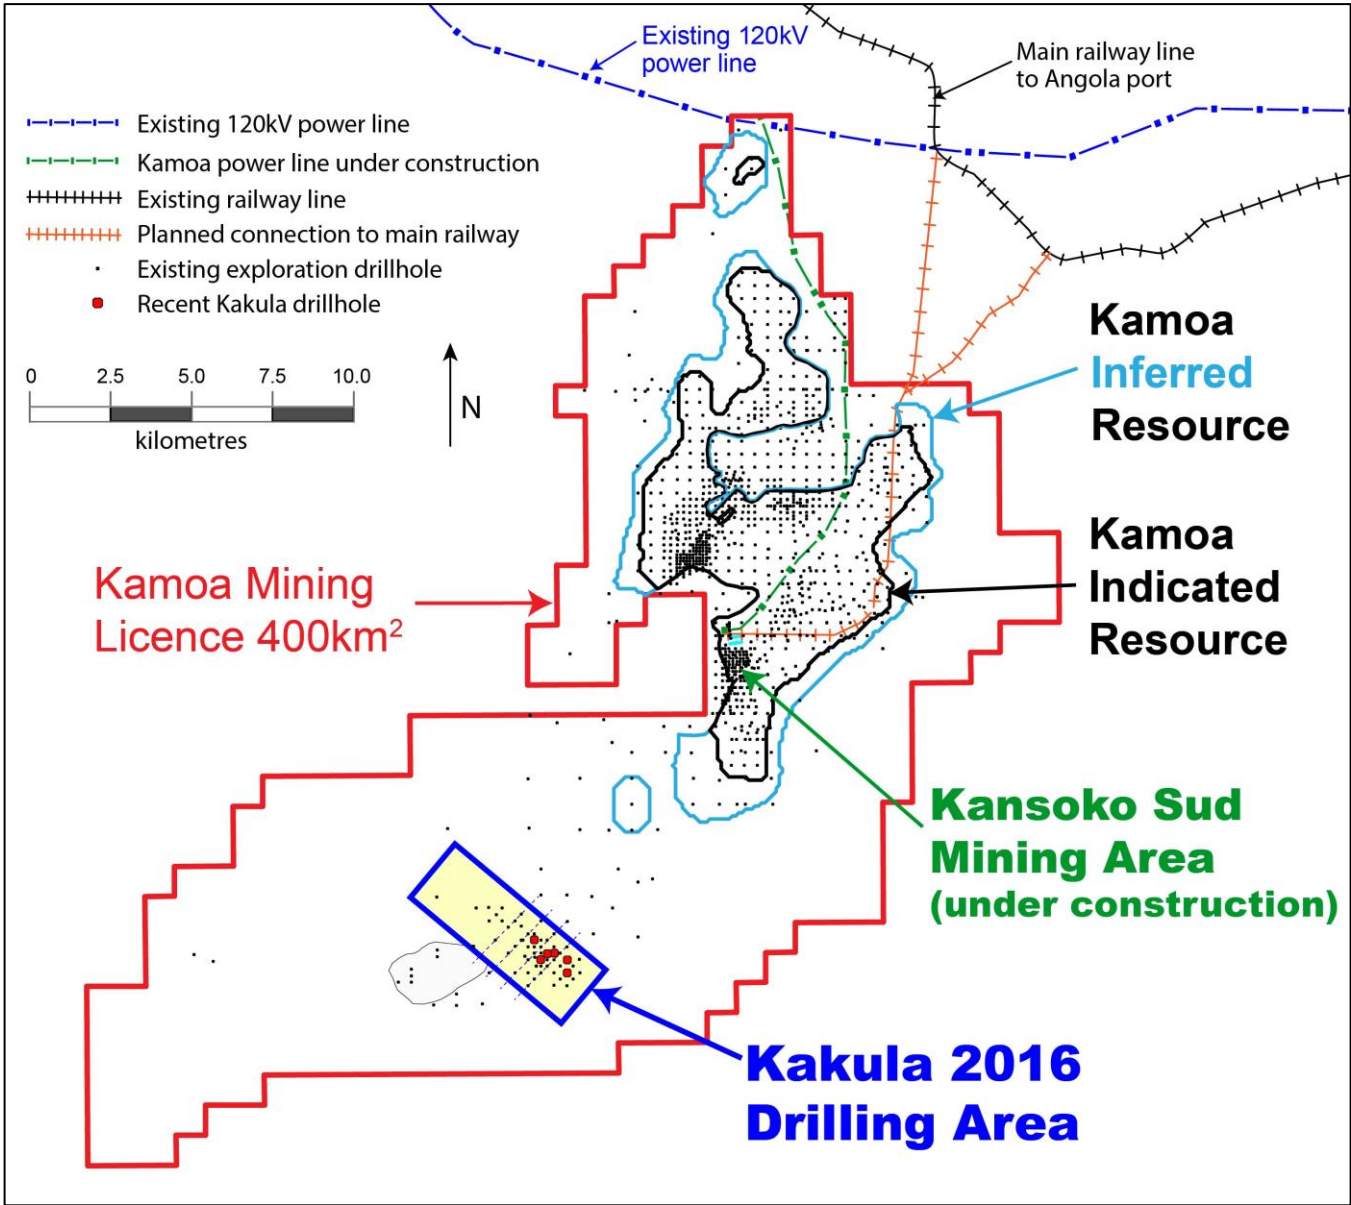 Existing 120kV
power line
Main railway line
to Angola port
Existing 120kV power line
Kamoa power line under construction
Existing railway line
Planned connection to main railway
Existing exploration drillhole
Recent Kakula drillhole
0 2.5 5.0 7.5 10.0
kilometres
N
Kamoa
Inferred
Resource
Kamoa
Indicated
Resource
Kamoa Mining
Licence 400km²
Kansoko Sud
Mining Area
(under construction)
Kakula 2016
Drilling Area